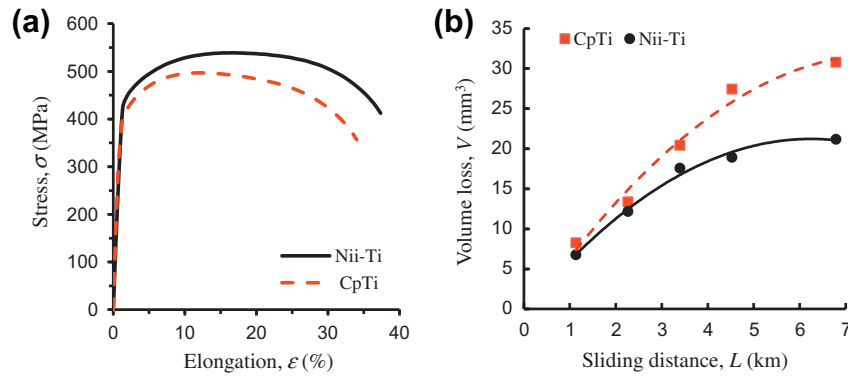 (a)
600
500
400
300
200
100
0
0 10 20 30 40
Stress, σ (MPa)
Elongation, ε (%)
Nii-Ti
CpTi
(b)
CpTi Nii-Ti
35
30
25
20
15
10
5
0
0 1 2 3 4 5 6 7
Volume loss, V (mm³)
Sliding distance, L (km)